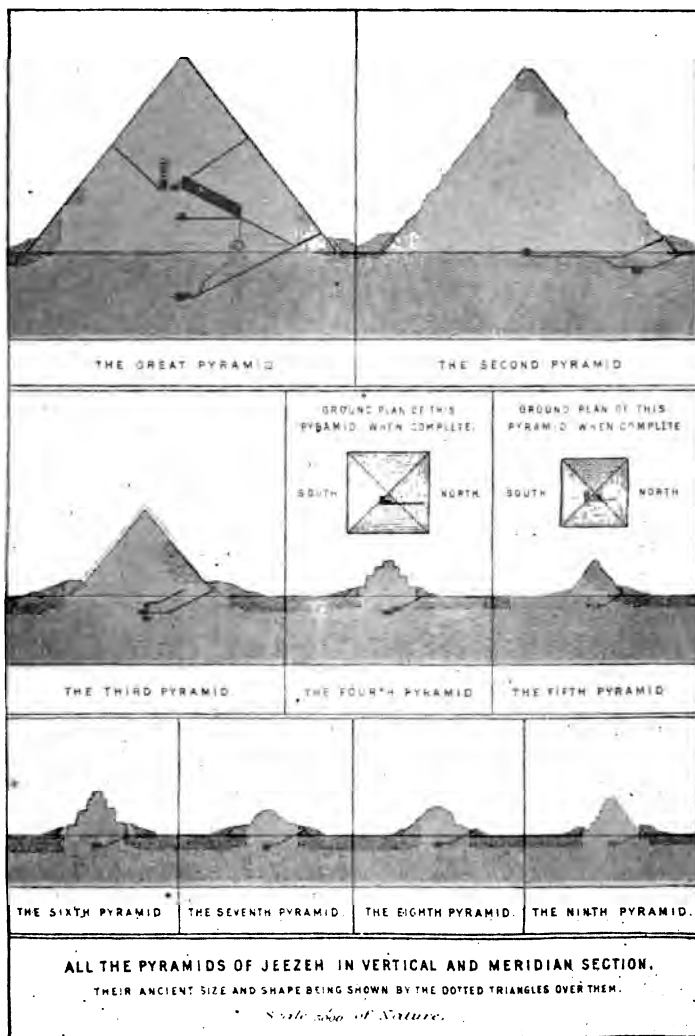 THE GREAT PYRAMID
THE SECOND PYRAMID
GROUND PLAN OF THIS
PYRAMID, WHEN COMPLETE.
SOUTH NORTH
GROUND PLAN OF THIS
PYRAMID WHEN COMPLETE
SOUTH NORTH
THE THIRD PYRAMID.
THE FOURTH PYRAMID
THE FIFTH PYRAMID
THE SIXTH PYRAMID
THE SEVENTH PYRAMID.
THE EIGHTH PYRAMID.
THE NINTH PYRAMID.
ALL THE PYRAMIDS OF JEEZEH IN VERTICAL AND MERIDIAN SECTION,
THEIR ANCIENT SIZE AND SHAPE BEING SHOWN BY THE DOTTED TRIANGLES OVER THEM.
Scale of Nature.